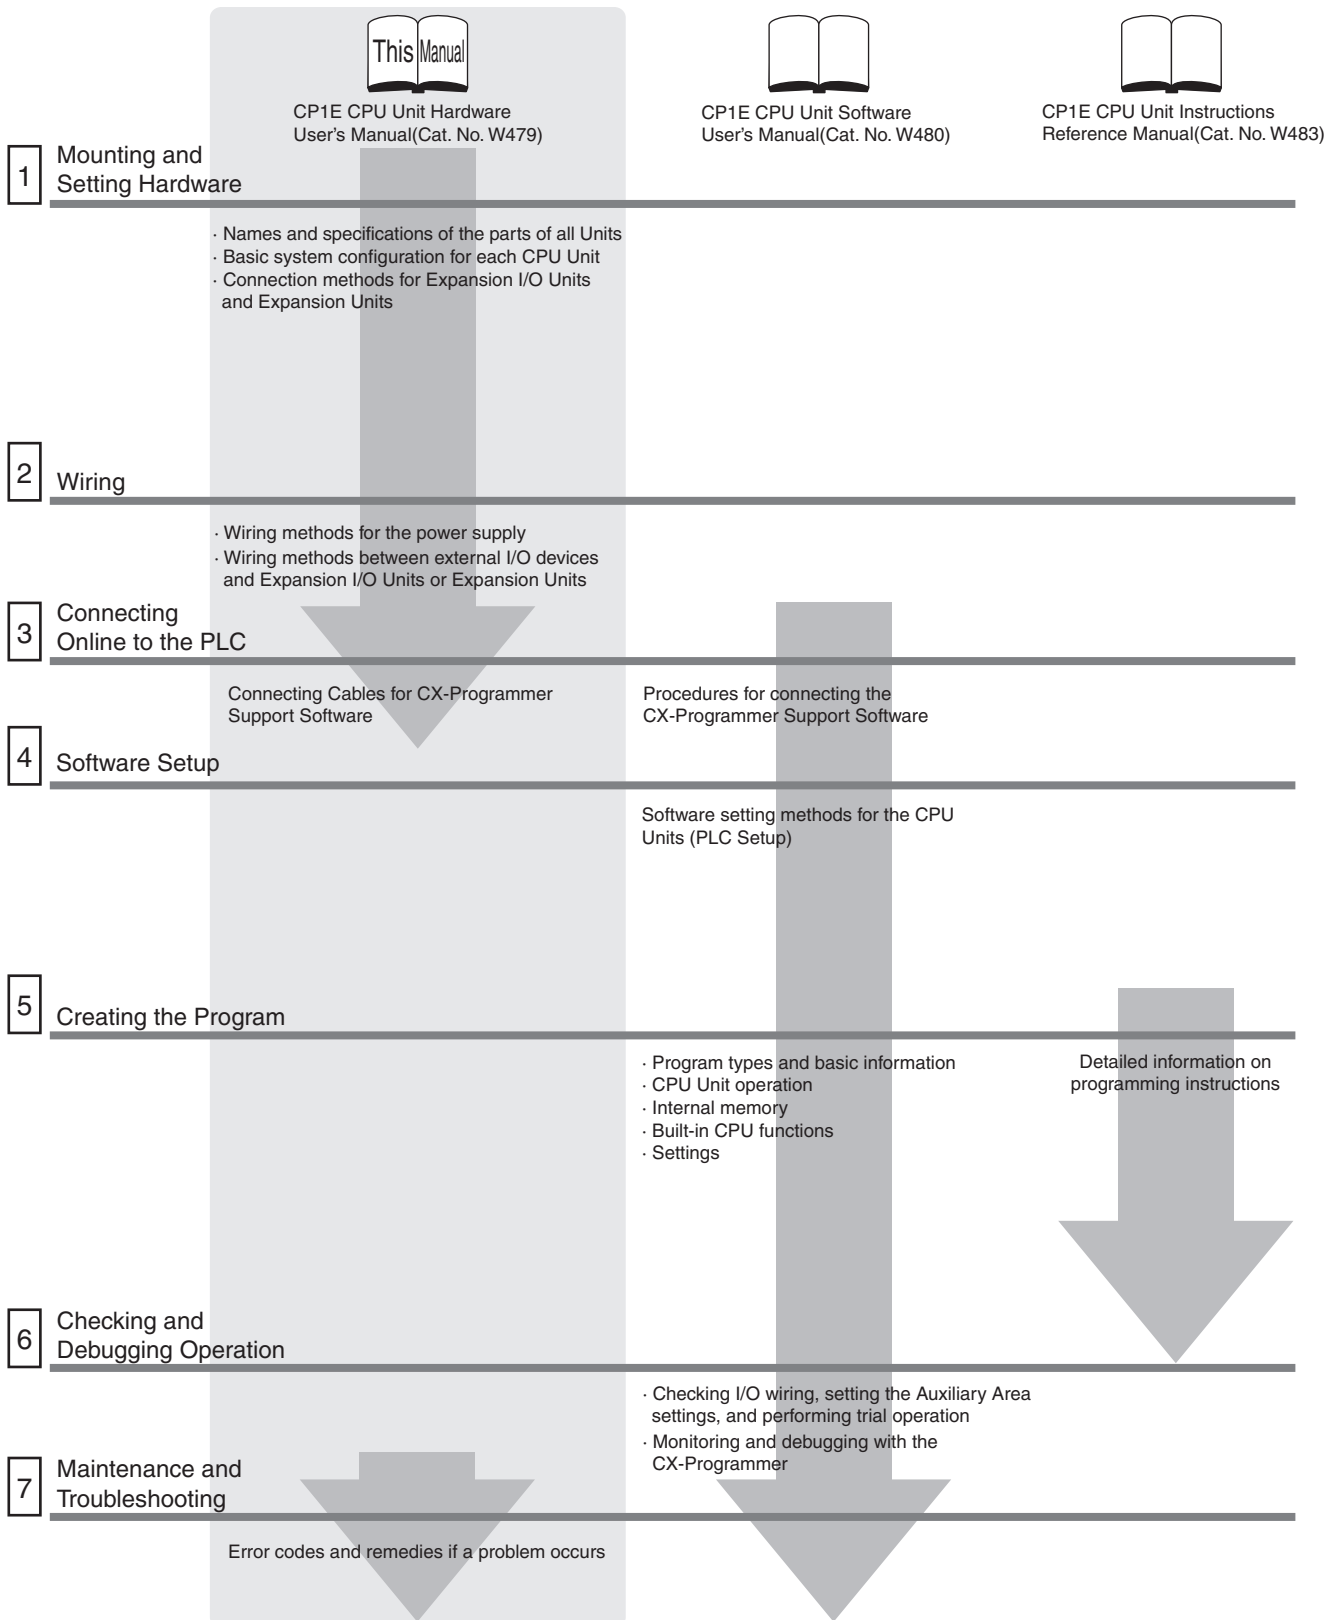 This Manual
CP1E CPU Unit Hardware
User's Manual(Cat. No. W479)
CP1E CPU Unit Software
User's Manual(Cat. No. W480)
CP1E CPU Unit Instructions
Reference Manual(Cat. No. W483)
1
Mounting and
Setting Hardware
· Names and specifications of the parts of all Units
· Basic system configuration for each CPU Unit
· Connection methods for Expansion I/O Units
and Expansion Units
2
Wiring
· Wiring methods for the power supply
· Wiring methods between external I/O devices
and Expansion I/O Units or Expansion Units
3
Connecting
Online to the PLC
Connecting Cables for CX-Programmer
Support Software
Procedures for connecting the
CX-Programmer Support Software
4
Software Setup
Software setting methods for the CPU
Units (PLC Setup)
5
Creating the Program
· Program types and basic information
· CPU Unit operation
· Internal memory
· Built-in CPU functions
· Settings
Detailed information on
programming instructions
6
Checking and
Debugging Operation
· Checking I/O wiring, setting the Auxiliary Area
settings, and performing trial operation
· Monitoring and debugging with the
CX-Programmer
7
Maintenance and
Troubleshooting
Error codes and remedies if a problem occurs